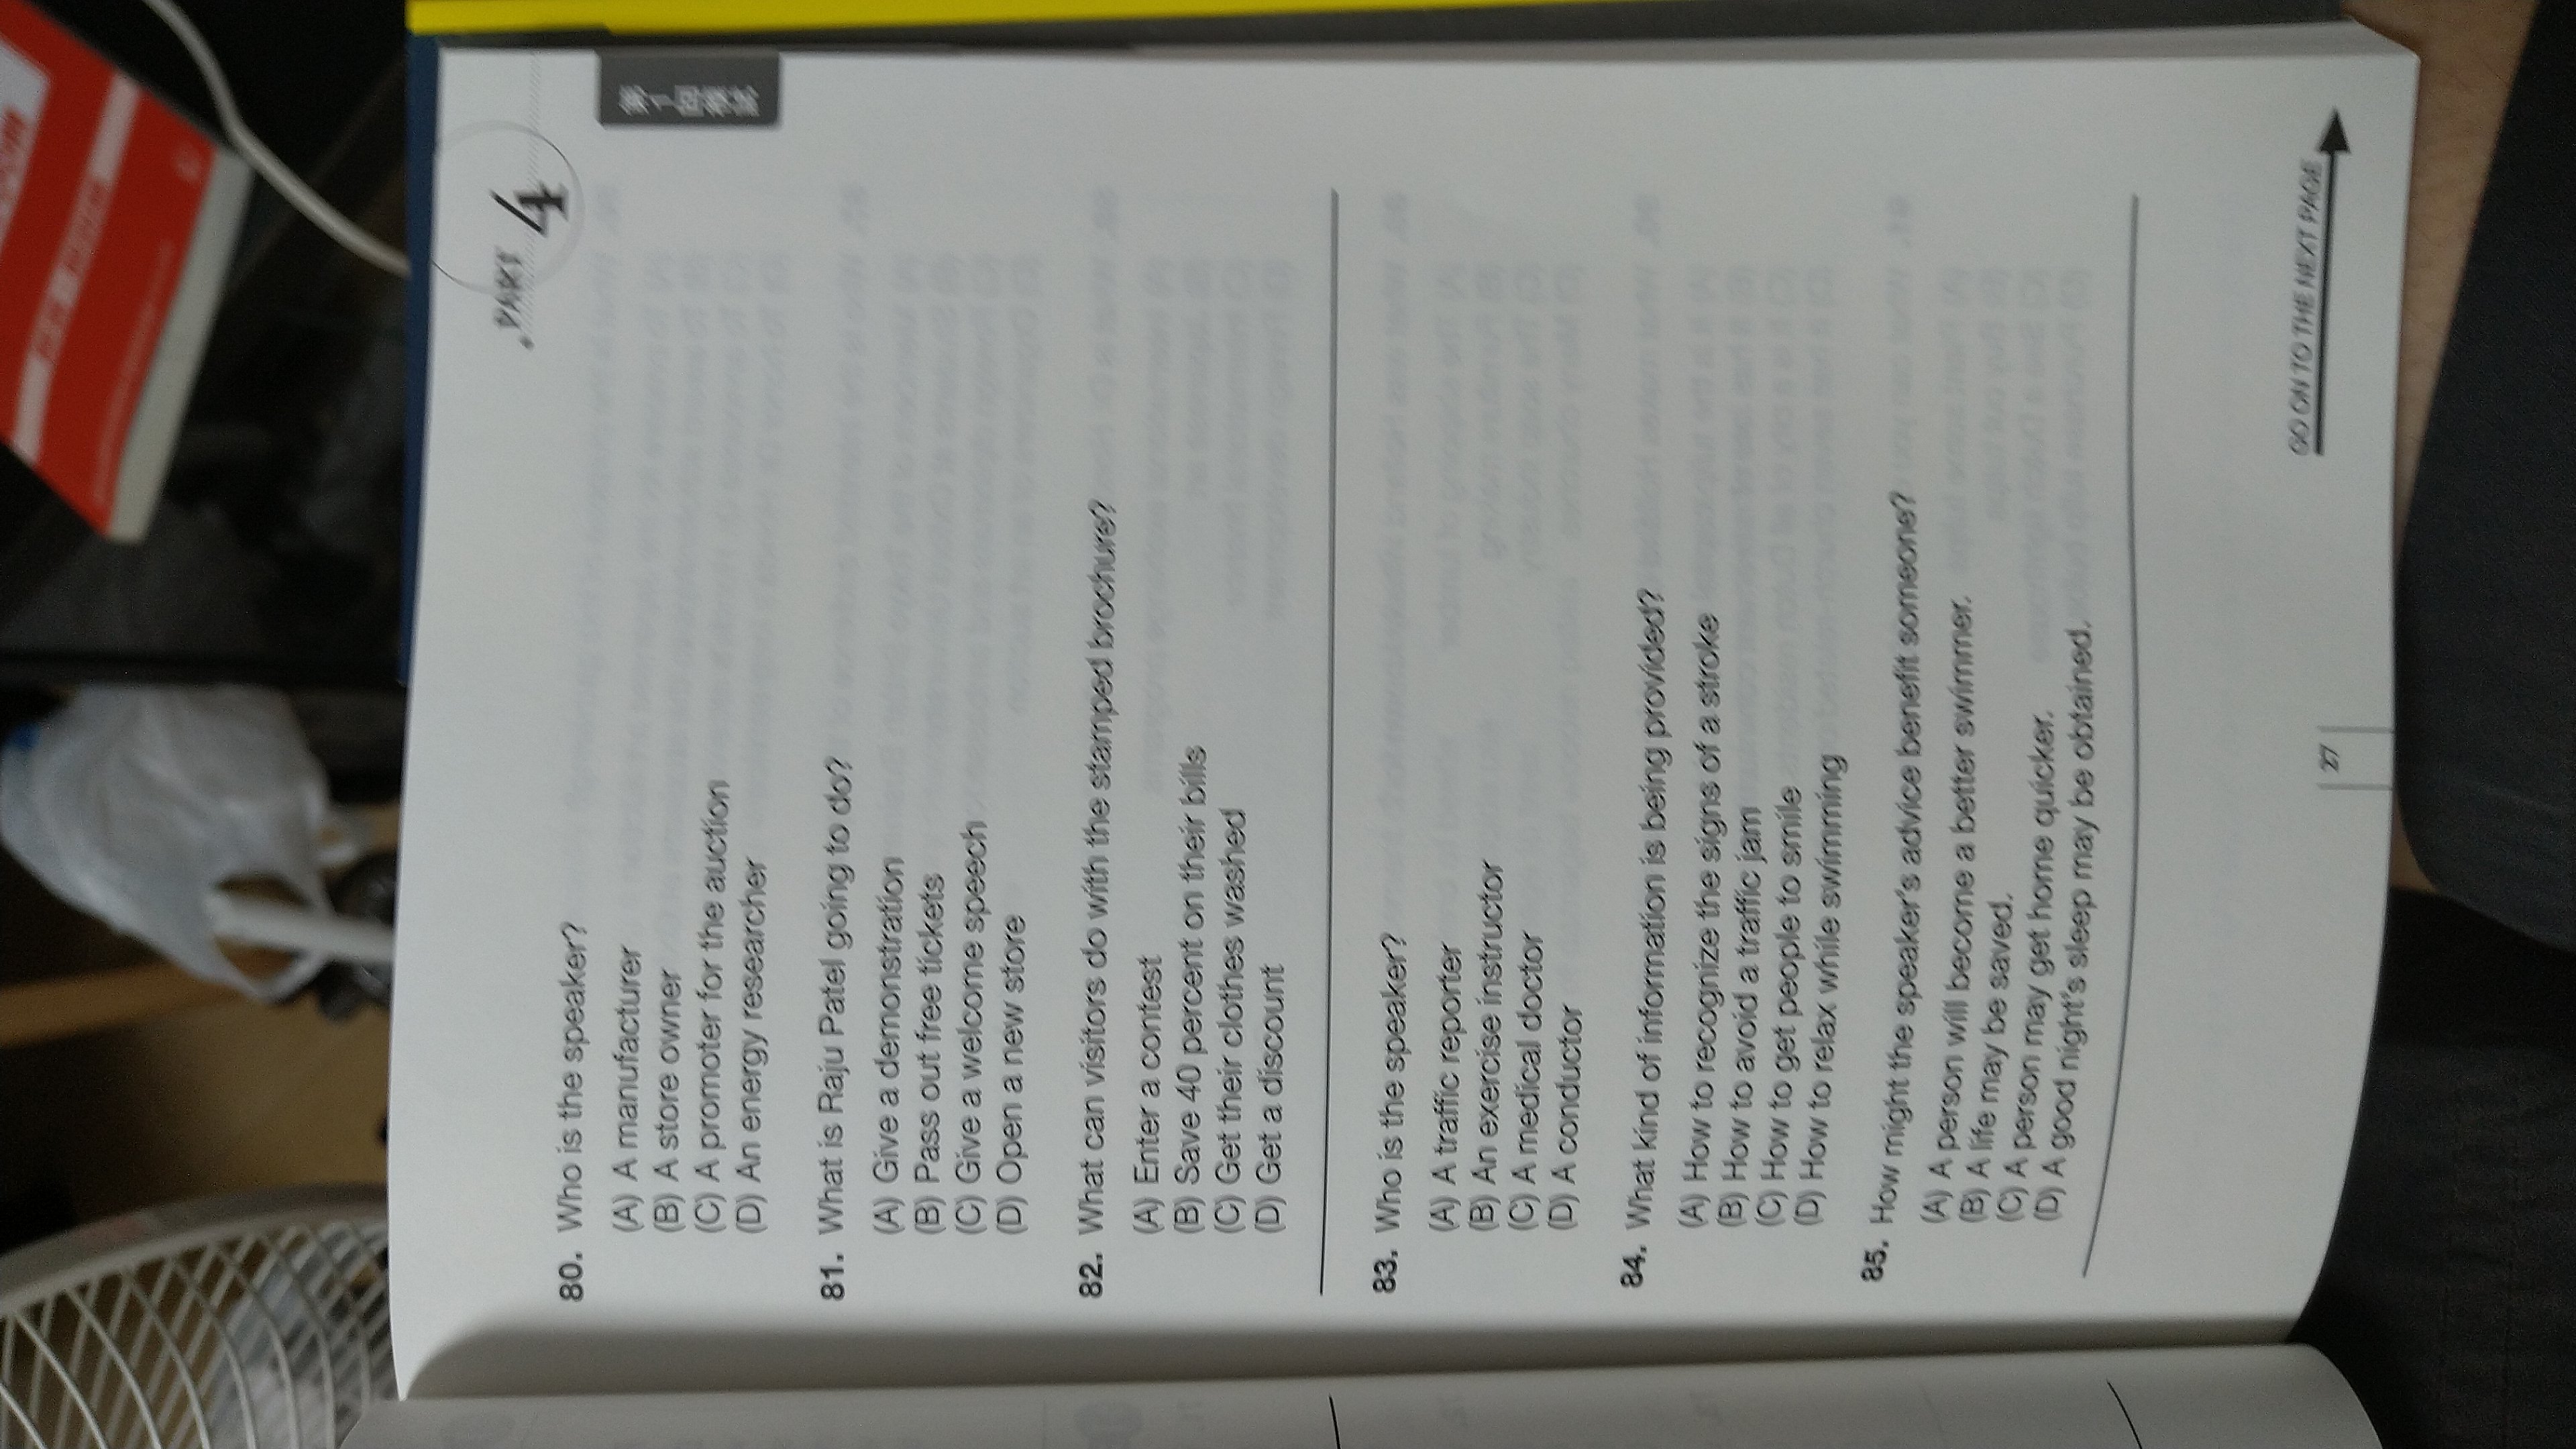 PART 4
80. Who is the speaker?
(A) A manufacturer
(B) A store owner
(C) A promoter for the auction
(D) An energy researcher
81. What is Raju Patel going to do?
(A) Give a demonstration
(B) Pass out free tickets
(C) Give a welcome speech
(D) Open a new store
82. What can visitors do with the stamped brochure?
(A) Enter a contest
(B) Save 40 percent on their bills
(C) Get their clothes washed
(D) Get a discount
83. Who is the speaker?
(A) A traffic reporter
(B) An exercise instructor
(C) A medical doctor
(D) A conductor
84. What kind of information is being provided?
(A) How to recognize the signs of a stroke
(B) How to avoid a traffic jam
(C) How to get people to smile
(D) How to relax while swimming
85. How might the speaker's advice benefit someone?
(A) A person will become a better swimmer.
(B) A life may be saved.
(C) A person may get home quicker.
(D) A good night's sleep may be obtained.
GO ON TO THE NEXT PAGE
27